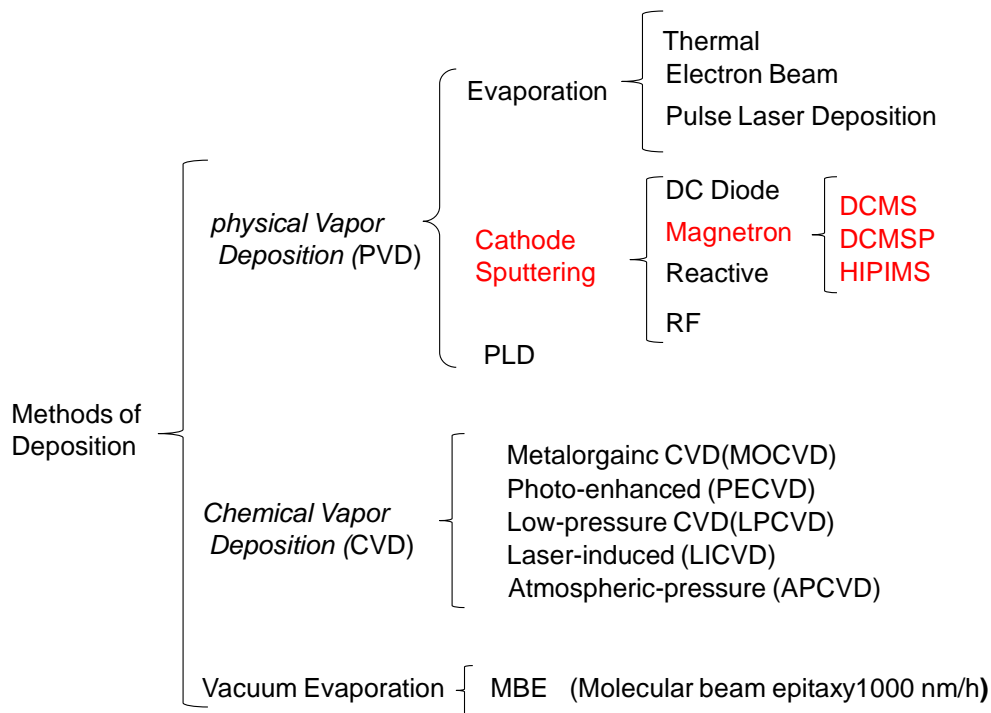 Methods of
Deposition
physical Vapor
Deposition (PVD)
Evaporation
Thermal
Electron Beam
Pulse Laser Deposition
Cathode
Sputtering
DC Diode
Magnetron
Reactive
RF
DCMS
DCMSP
HIPIMS
PLD
Chemical Vapor
Deposition (CVD)
Metalorgainc CVD(MOCVD)
Photo-enhanced (PECVD)
Low-pressure CVD(LPCVD)
Laser-induced (LICVD)
Atmospheric-pressure (APCVD)
Vacuum Evaporation
MBE (Molecular beam epitaxy1000 nm/h)